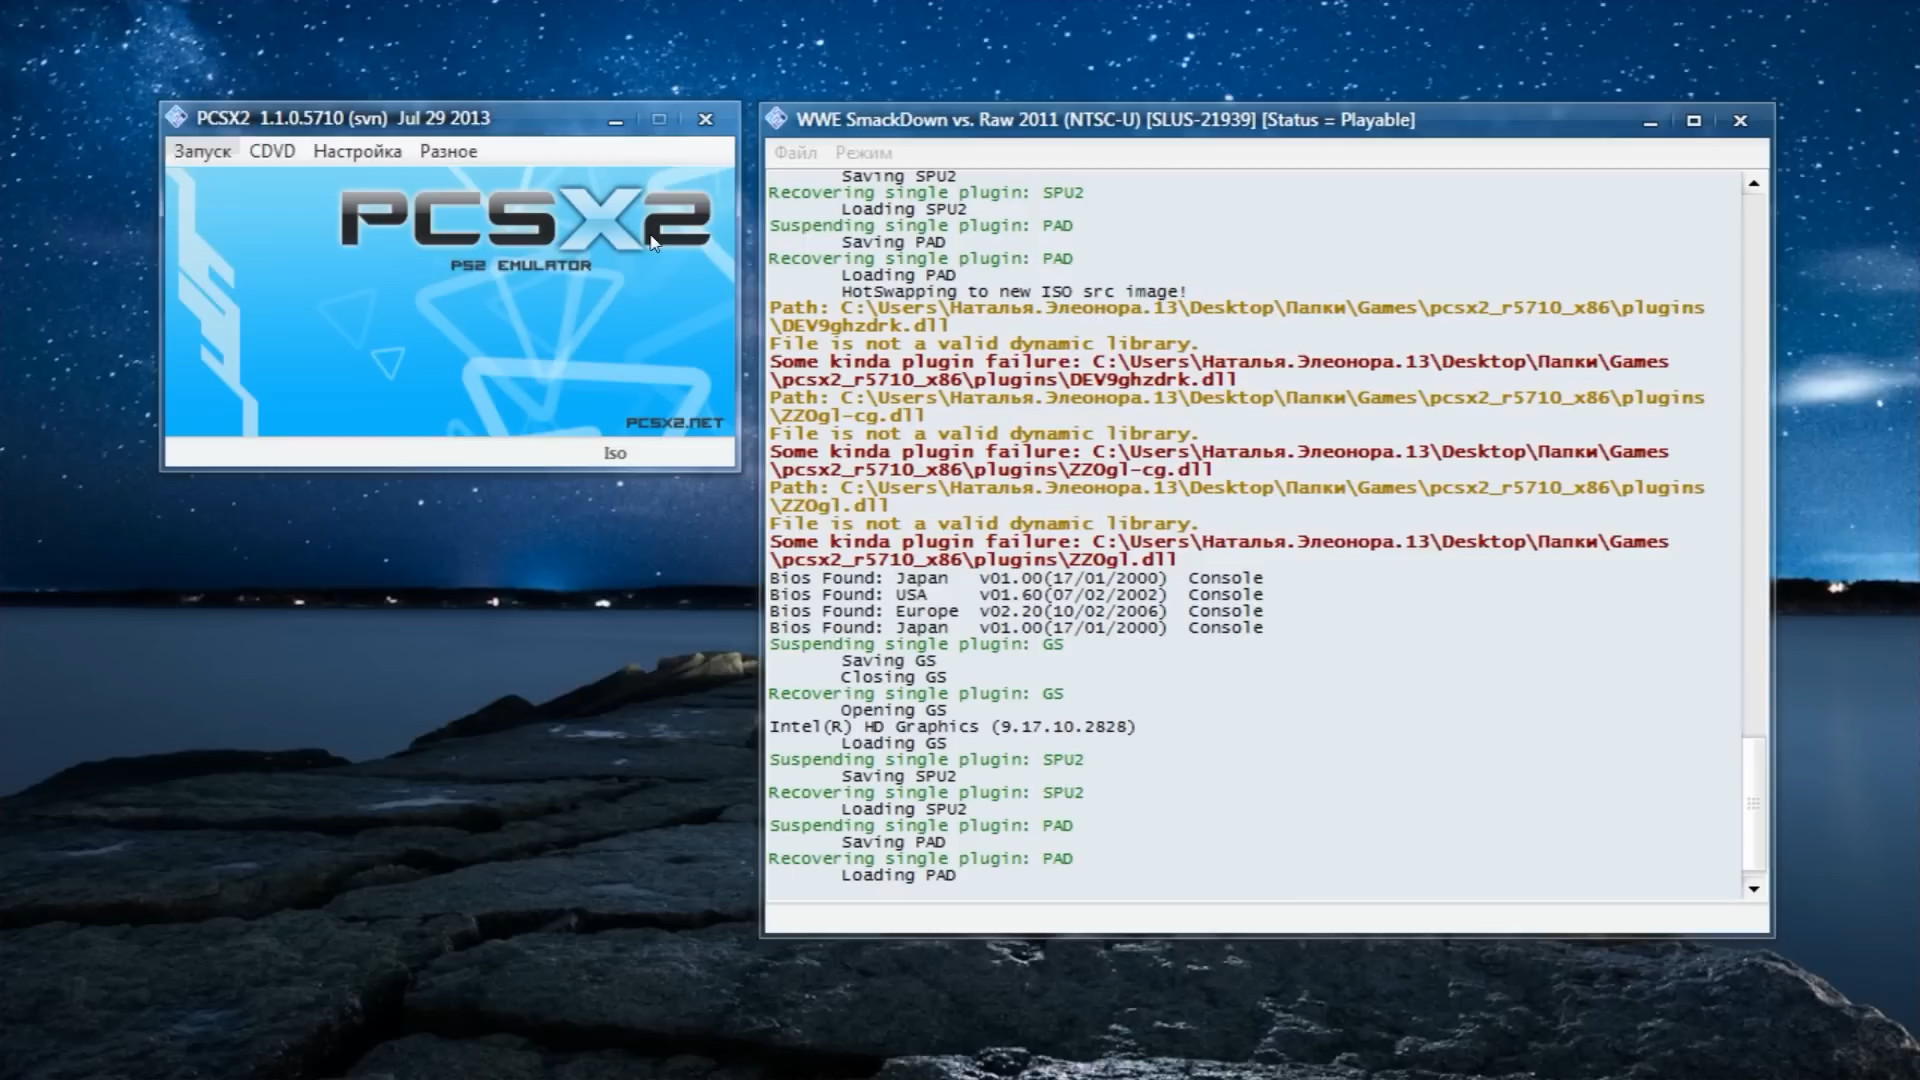 PCSX2 1.1.0.5710 (svn) Jul 29 2013
Запуск CDVD Настройка Разное
PCSX2
PS2 EMULATOR
PCSX2.NET
Iso
WWE SmackDown vs. Raw 2011 (NTSC-U) [SLUS-21939] [Status = Playable]
Файл Режим
Saving SPU2
Recovering single plugin: SPU2
Loading SPU2
Suspending single plugin: PAD
Saving PAD
Recovering single plugin: PAD
Loading PAD
HotSwapping to new ISO src image!
Path: C:\Users\Наталья.Элеонора.13\Desktop\Папки\Games\pcsx2_r5710_x86\plugins
\DEV9ghzdrk.dll
File is not a valid dynamic library.
Some kinda plugin failure: C:\Users\Наталья.Элеонора.13\Desktop\Папки\Games
\pcsx2_r5710_x86\plugins\DEV9ghzdrk.dll
Path: C:\Users\Наталья.Элеонора.13\Desktop\Папки\Games\pcsx2_r5710_x86\plugins
\ZZOgl-cg.dll
File is not a valid dynamic library.
Some kinda plugin failure: C:\Users\Наталья.Элеонора.13\Desktop\Папки\Games
\pcsx2_r5710_x86\plugins\ZZOgl-cg.dll
Path: C:\Users\Наталья.Элеонора.13\Desktop\Папки\Games\pcsx2_r5710_x86\plugins
\ZZOgl.dll
File is not a valid dynamic library.
Some kinda plugin failure: C:\Users\Наталья.Элеонора.13\Desktop\Папки\Games
\pcsx2_r5710_x86\plugins\ZZOgl.dll
Bios Found: Japan v01.00(17/01/2000) Console
Bios Found: USA v01.60(07/02/2002) Console
Bios Found: Europe v02.20(10/02/2006) Console
Bios Found: Japan v01.00(17/01/2000) Console
Suspending single plugin: GS
Saving GS
Closing GS
Recovering single plugin: GS
Opening GS
Intel(R) HD Graphics (9.17.10.2828)
Loading GS
Suspending single plugin: SPU2
Saving SPU2
Recovering single plugin: SPU2
Loading SPU2
Suspending single plugin: PAD
Saving PAD
Recovering single plugin: PAD
Loading PAD